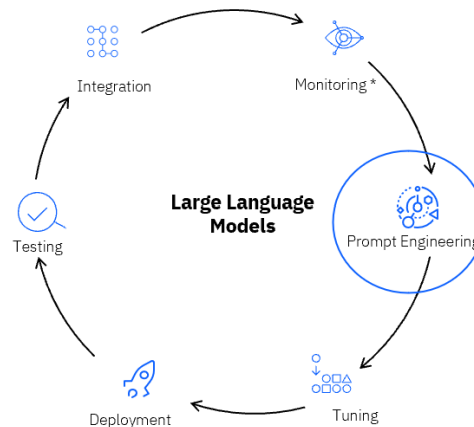 Integration
Monitoring *
Large Language
Models
Prompt Engineering
Testing
Tuning
Deployment